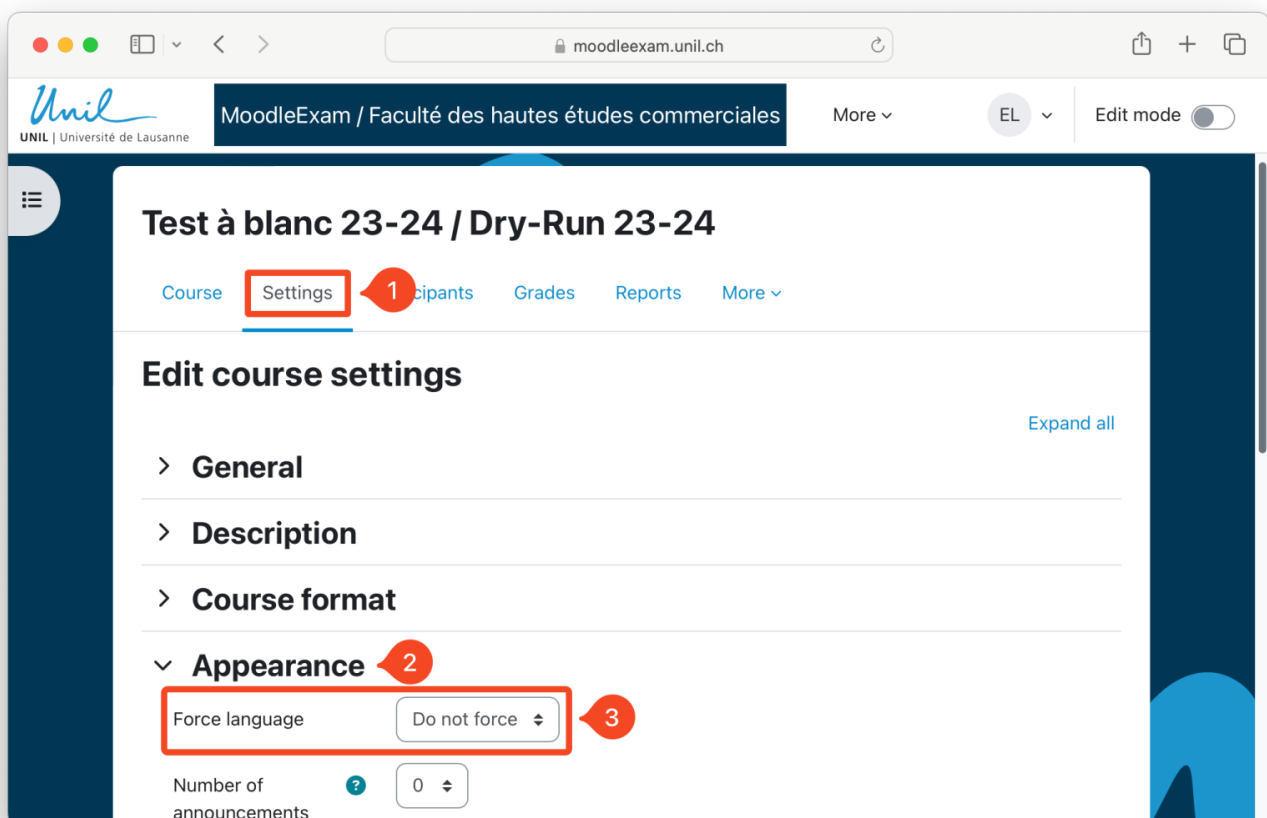 moodleexam.unil.ch
Unil
UNIL | Université de Lausanne
MoodleExam / Faculté des hautes études commerciales
More
EL
Edit mode
Test à blanc 23-24 / Dry-Run 23-24
Course Settings 1 cipants Grades Reports More
Edit course settings
Expand all
General
Description
Course format
Appearance 2
Force language Do not force 3
Number of ? 0
announcements